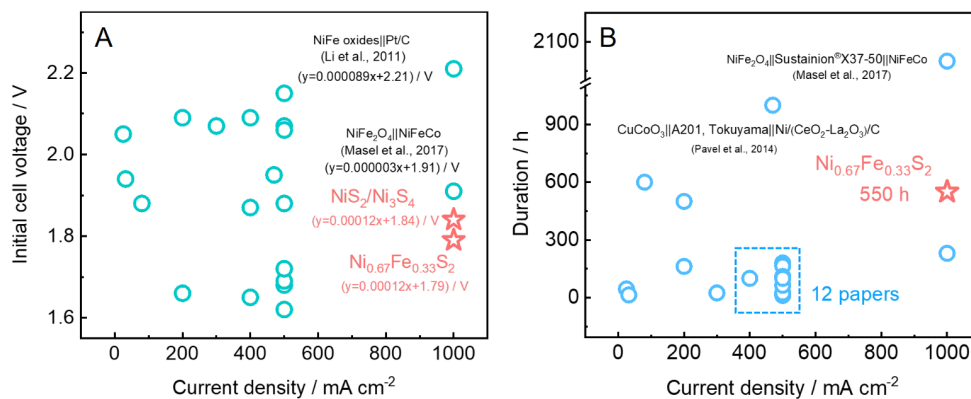 A
NiFe oxides||Pt/C
(Li et al., 2011)
(y=0.000089x+2.21) / V
NiFe₂O₄||NiFeCo
(Masel et al., 2017)
(y=0.000003x+1.91) / V
NiS₂/Ni₃S₄
(y=0.00012x+1.84) / V
Ni₀.₆₇Fe₀.₃₃S₂
(y=0.00012x+1.79) / V
Initial cell voltage / V
2.2
2.0
1.8
1.6
0 200 400 600 800 1000
Current density / mA cm⁻²
B
NiFe₂O₄||Sustainion®X37-50||NiFeCo
(Masel et al., 2017)
CuCoO₃||A201, Tokuyama||Ni/(CeO₂-La₂O₃)/C
(Pavel et al., 2014)
Ni₀.₆₇Fe₀.₃₃S₂
550 h
12 papers
Duration / h
2100
900
600
300
0
0 200 400 600 800 1000
Current density / mA cm⁻²